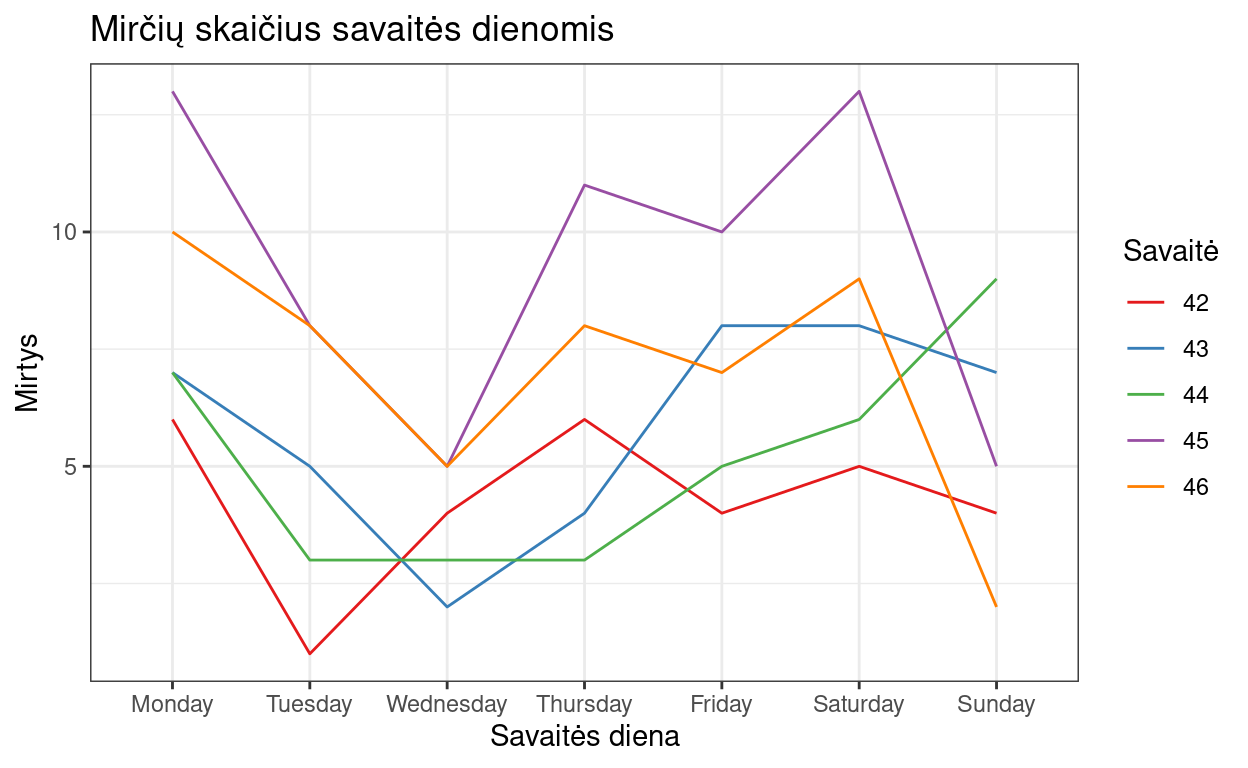 Mirčių skaičius savaitės dienomis
Mirtys
10
5
Monday Tuesday Wednesday Thursday Friday Saturday Sunday
Savaitės diena
Savaitė
42
43
44
45
46